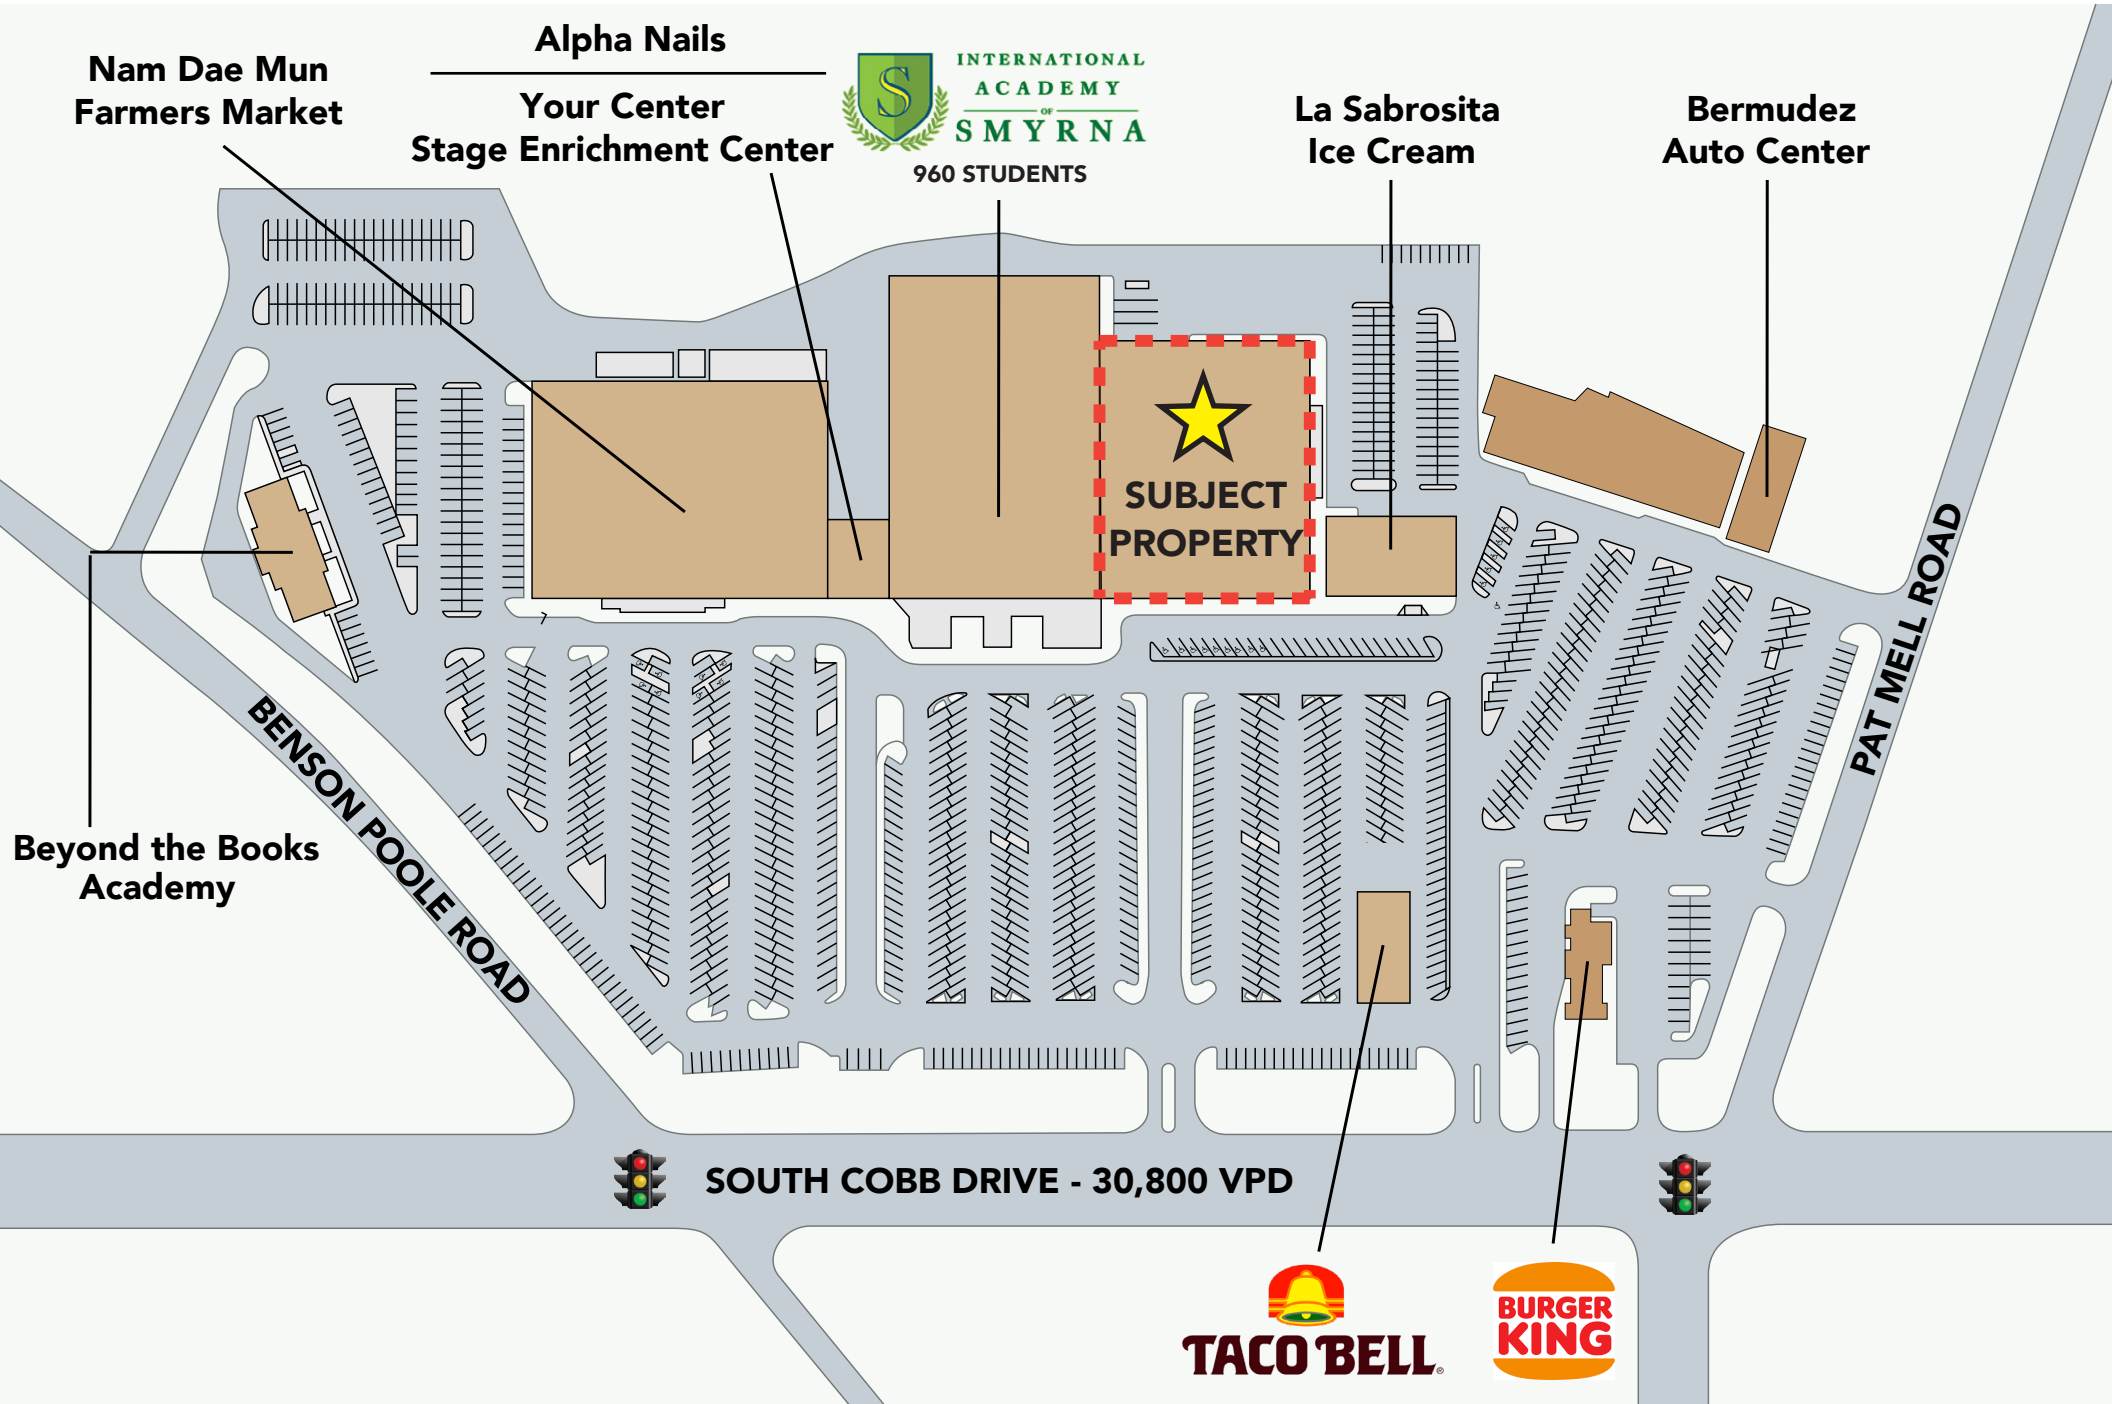 Nam Dae Mun
Farmers Market
Alpha Nails
Your Center
Stage Enrichment Center
S
INTERNATIONAL
ACADEMY
OF
SMYRNA
960 STUDENTS
La Sabrosita
Ice Cream
Bermudez
Auto Center
SUBJECT
PROPERTY
PAT MELL ROAD
BENSON POOLE ROAD
Beyond the Books
Academy
SOUTH COBB DRIVE - 30,800 VPD
TACO BELL®
BURGER
KING